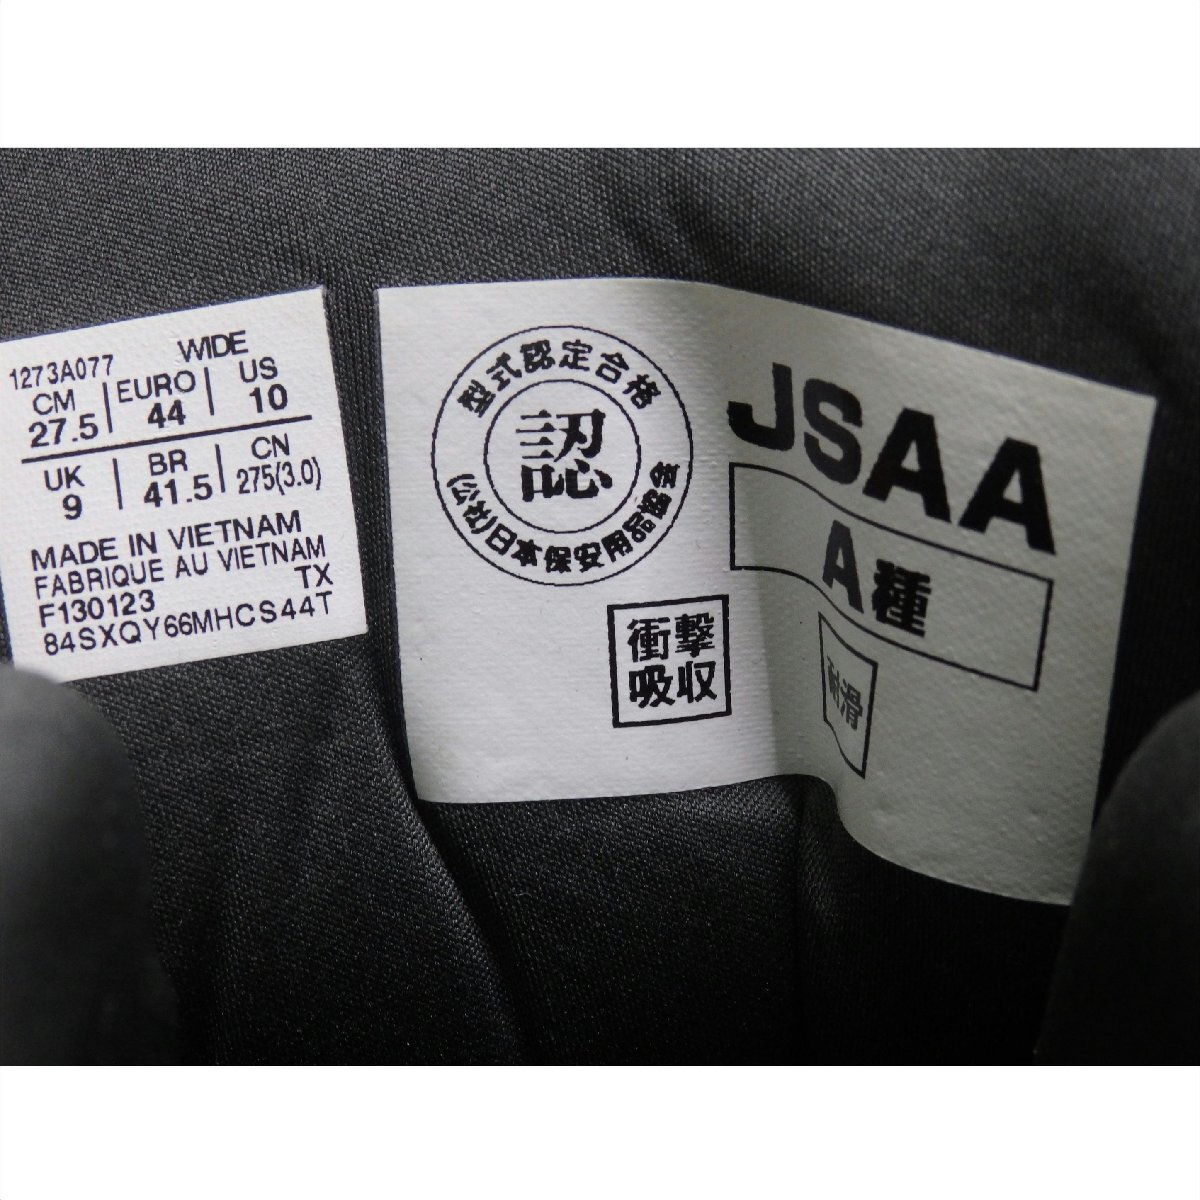 1273A077 WIDE
CM EURO US
27.5 44 10
UK BR CN
9 41.5 275(3.0)
MADE IN VIETNAM
FABRIQUE AU VIETNAM
TX
F130123
84SXQY66MHCS44T
型式認定合格
認
(公社)日本保安用品協会
衝撃
吸収
JSAA
A種
耐滑